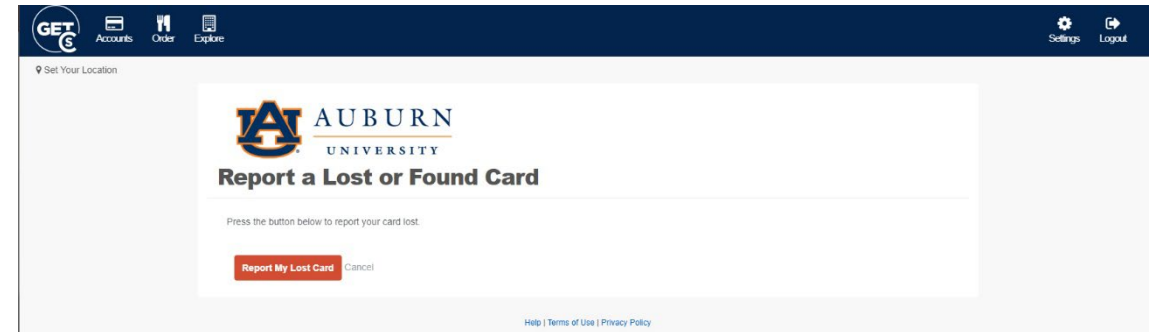 GET
Accounts Order Explore
Settings Logout
Set Your Location
AU AUBURN
UNIVERSITY
Report a Lost or Found Card
Press the button below to report your card lost.
Report My Lost Card Cancel
Help | Terms of Use | Privacy Policy